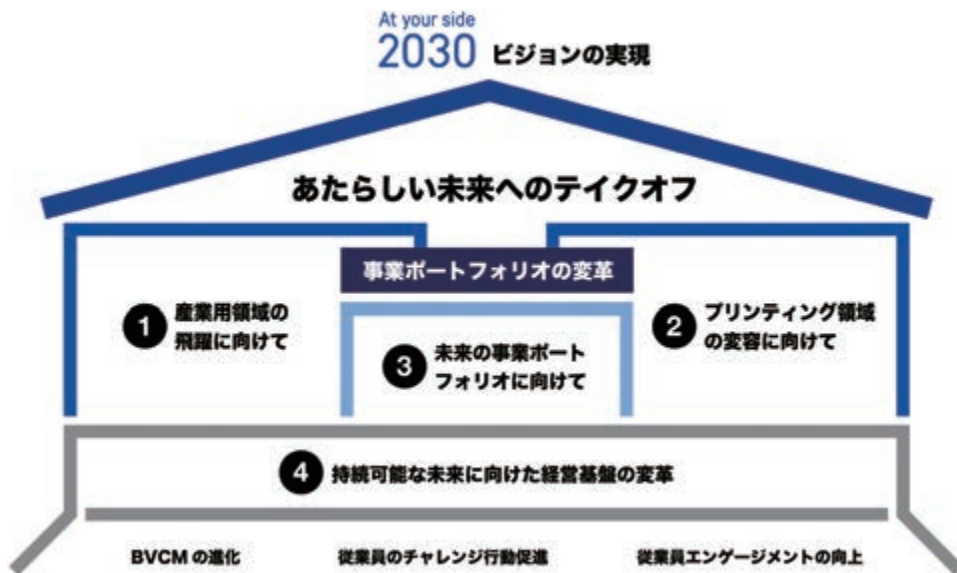 At your side
2030 ビジョンの実現
あたらしい未来へのテイクオフ
事業ポートフォリオの変革
1 産業用領域の
飛躍に向けて
2 プリンティング領域
の変容に向けて
3 未来の事業ポート
フォリオに向けて
4 持続可能な未来に向けた経営基盤の変革
BVCM の進化
従業員のチャレンジ行動促進
従業員エンゲージメントの向上